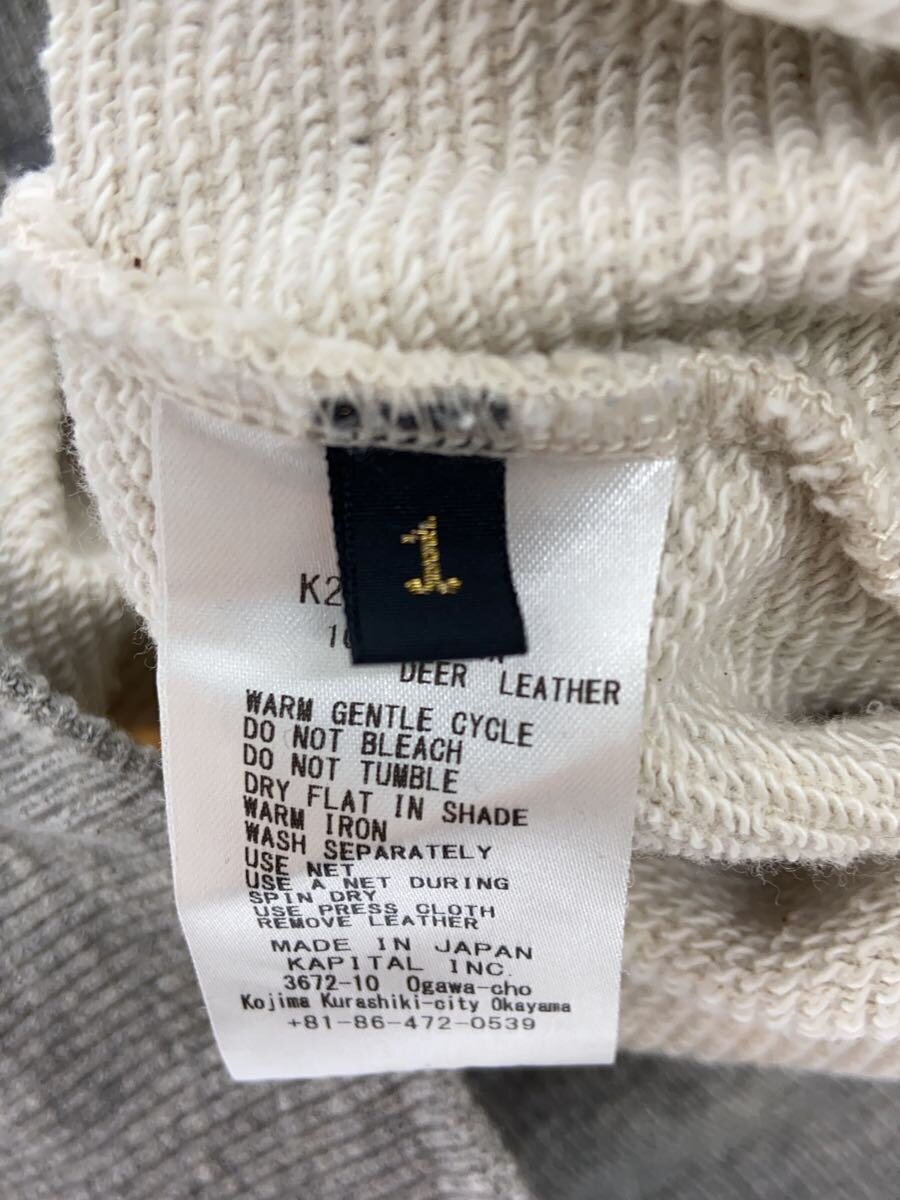 1
K2
10
DEER LEATHER
WARM GENTLE CYCLE
DO NOT BLEACH
DO NOT TUMBLE
DRY FLAT IN SHADE
WARM IRON
WASH SEPARATELY
USE NET
USE A NET DURING
SPIN DRY
USE PRESS CLOTH
REMOVE LEATHER
MADE IN JAPAN
KAPITAL INC.
3672-10 Ogawa-cho
Kojima Kurashiki-city Okayama
+81-86-472-0539